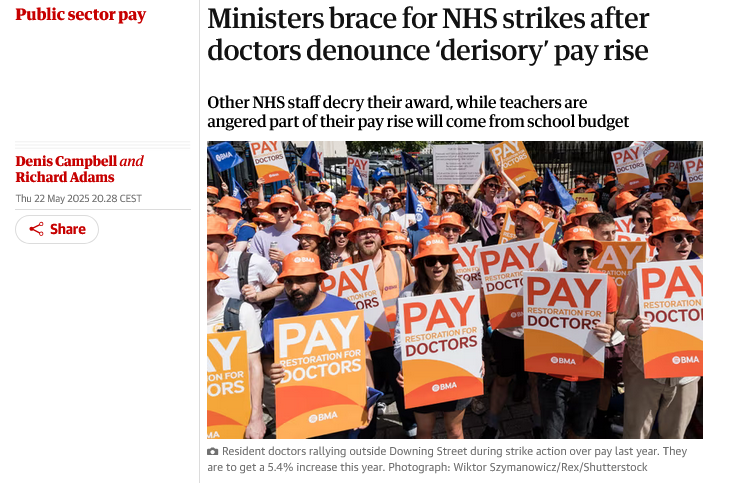 Public sector pay
Ministers brace for NHS strikes after
doctors denounce ‘derisory’ pay rise
Other NHS staff decry their award, while teachers are
angered part of their pay rise will come from school budget
Denis Campbell and
Richard Adams
Thu 22 May 2025 20.28 CEST
Share
PAY
DOCTORS
PAY
DOCTORS
PAY
PAY
RESTORATION FOR
DOCTORS
BMA
PAY
RESTORATION FOR
DOCTORS
BMA
PAY
RESTORATION FOR
DOCTORS
BMA
PAY
RESTORATION FOR
DOCTORS
BMA
Resident doctors rallying outside Downing Street during strike action over pay last year. They
are to get a 5.4% increase this year. Photograph: Wiktor Szymanowicz/Rex/Shutterstock